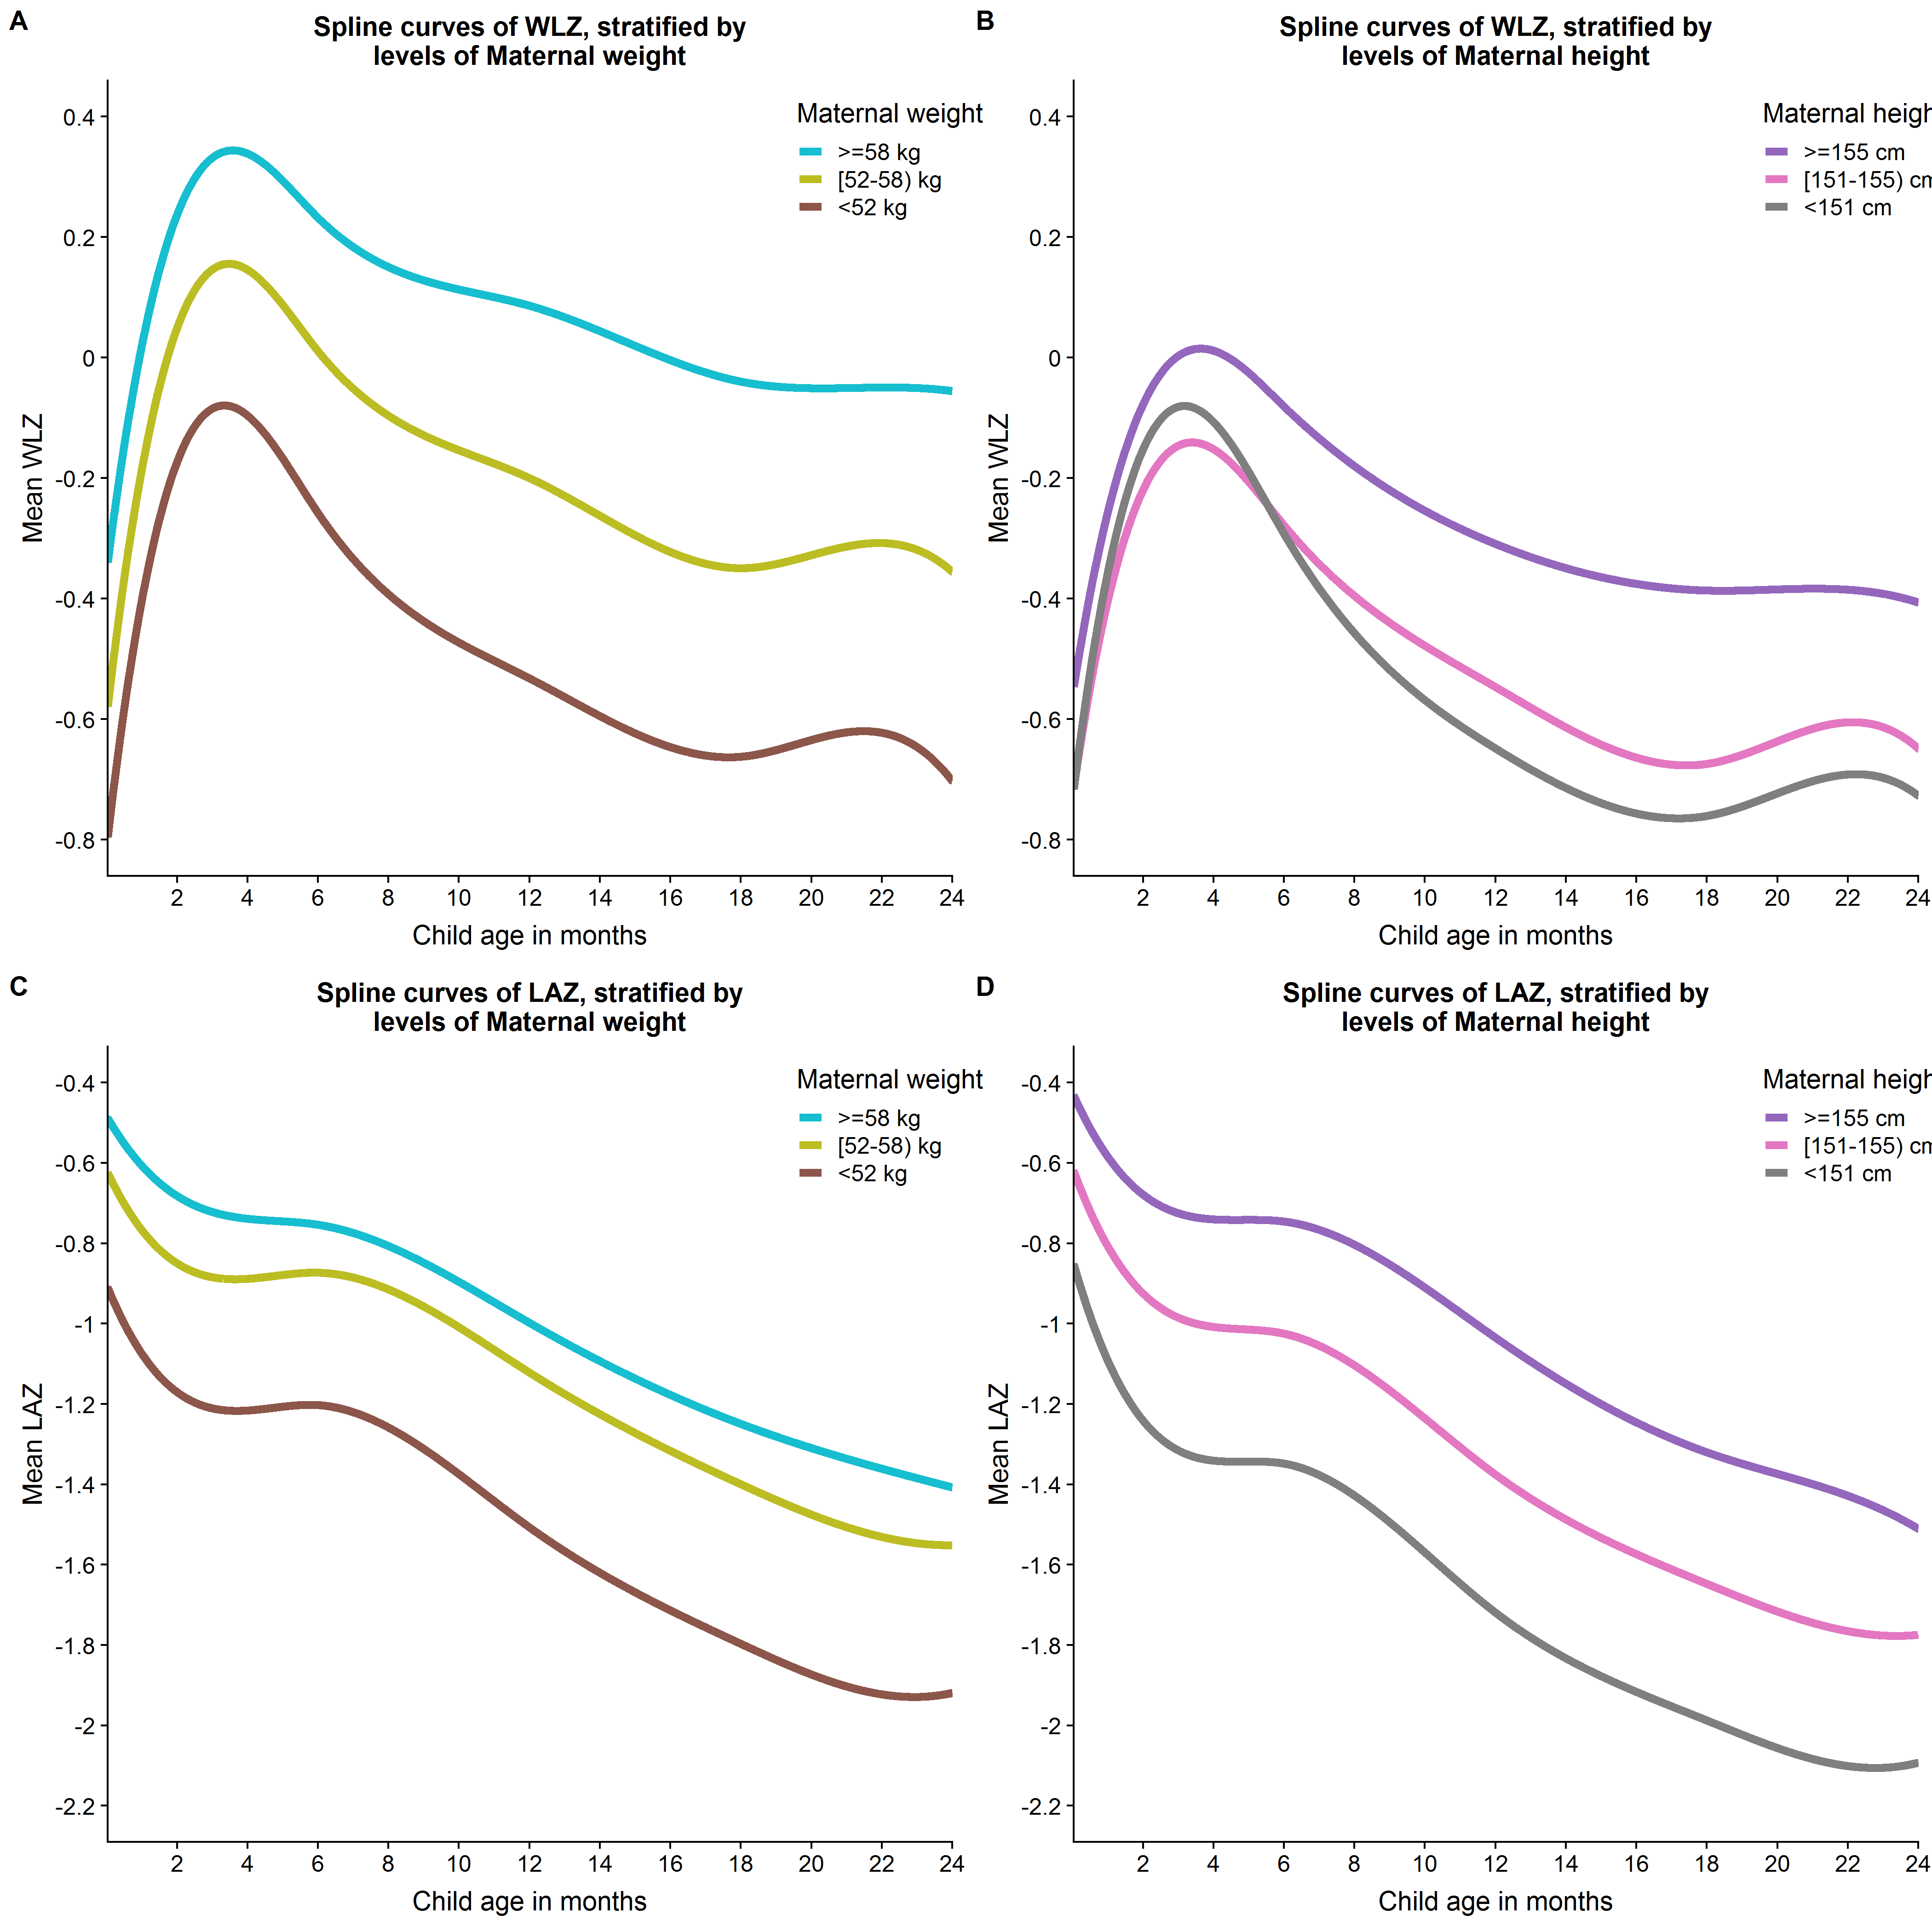 A
Spline curves of WLZ, stratified by
levels of Maternal weight
Mean WLZ
0.4
0.2
0
-0.2
-0.4
-0.6
-0.8
Maternal weight
>=58 kg
[52-58) kg
<52 kg
2 4 6 8 10 12 14 16 18 20 22 24
Child age in months
B
Spline curves of WLZ, stratified by
levels of Maternal height
Mean WLZ
0.4
0.2
0
-0.2
-0.4
-0.6
-0.8
Maternal heigh
>=155 cm
[151-155) cm
<151 cm
2 4 6 8 10 12 14 16 18 20 22 24
Child age in months
C
Spline curves of LAZ, stratified by
levels of Maternal weight
Mean LAZ
-0.4
-0.6
-0.8
-1
-1.2
-1.4
-1.6
-1.8
-2
-2.2
Maternal weight
>=58 kg
[52-58) kg
<52 kg
2 4 6 8 10 12 14 16 18 20 22 24
Child age in months
D
Spline curves of LAZ, stratified by
levels of Maternal height
Mean LAZ
-0.4
-0.6
-0.8
-1
-1.2
-1.4
-1.6
-1.8
-2
-2.2
Maternal heigh
>=155 cm
[151-155) cm
<151 cm
2 4 6 8 10 12 14 16 18 20 22 24
Child age in months